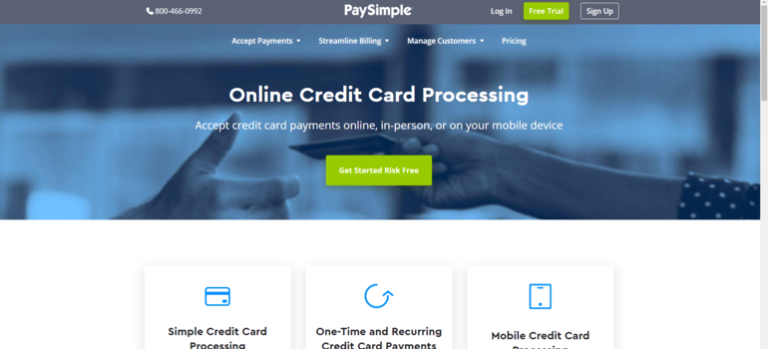 800-466-0992
PaySimple
Log In
Free Trial
Sign Up
Accept Payments
Streamline Billing
Manage Customers
Pricing
Online Credit Card Processing
Accept credit card payments online, in-person, or on your mobile device
Get Started Risk Free
Simple Credit Card
Processing
One-Time and Recurring
Credit Card Payments
Mobile Credit Card
Processing